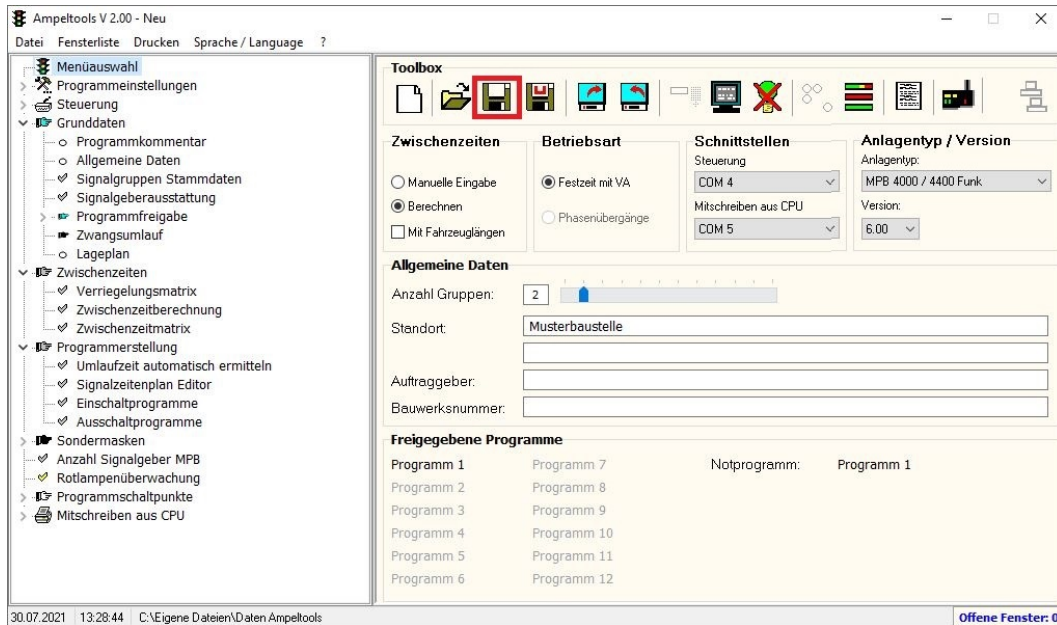 Ampeltools V 2.00 - Neu
Datei Fensterliste Drucken Sprache / Language ?
Menüauswahl
Programmeinstellungen
Steuerung
Grunddaten
Programmkommentar
Allgemeine Daten
Signalgruppen Stammdaten
Signalgeberausstattung
Programmfreigabe
Zwangsumlauf
Lageplan
Zwischenzeiten
Verriegelungsmatrix
Zwischenzeitberechnung
Zwischenzeitmatrix
Programmerstellung
Umlaufzeit automatisch ermitteln
Signalzeitenplan Editor
Einschaltprogramme
Ausschaltprogramme
Sondermasken
Anzahl Signalgeber MPB
Rotlampenüberwachung
Programmschaltpunkte
Mitschreiben aus CPU
Toolbox
Zwischenzeiten
Manuelle Eingabe
Berechnen
Mit Fahrzeuglängen
Betriebsart
Festzeit mit VA
Phasenübergänge
Schnittstellen
Steuerung
COM 4
Mitschreiben aus CPU
COM 5
Anlagentyp / Version
Anlagentyp:
MPB 4000 / 4400 Funk
Version:
6.00
Allgemeine Daten
Anzahl Gruppen: 2
Standort: Musterbaustelle
Auftraggeber:
Bauwerksnummer:
Freigegebene Programme
Programm 1 Programm 7 Notprogramm: Programm 1
Programm 2 Programm 8
Programm 3 Programm 9
Programm 4 Programm 10
Programm 5 Programm 11
Programm 6 Programm 12
30.07.2021 13:28:44 C:\Eigene Dateien\Daten Ampeltools Offene Fenster: 0